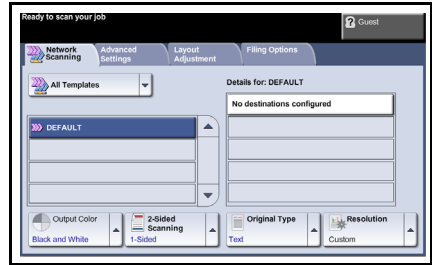 Ready to scan your job
Guest
Network Scanning
Advanced Settings
Layout Adjustment
Filing Options
All Templates
Details for: DEFAULT
No destinations configured
DEFAULT
Output Color
Black and White
2-Sided Scanning
1-Sided
Original Type
Text
Resolution
Custom